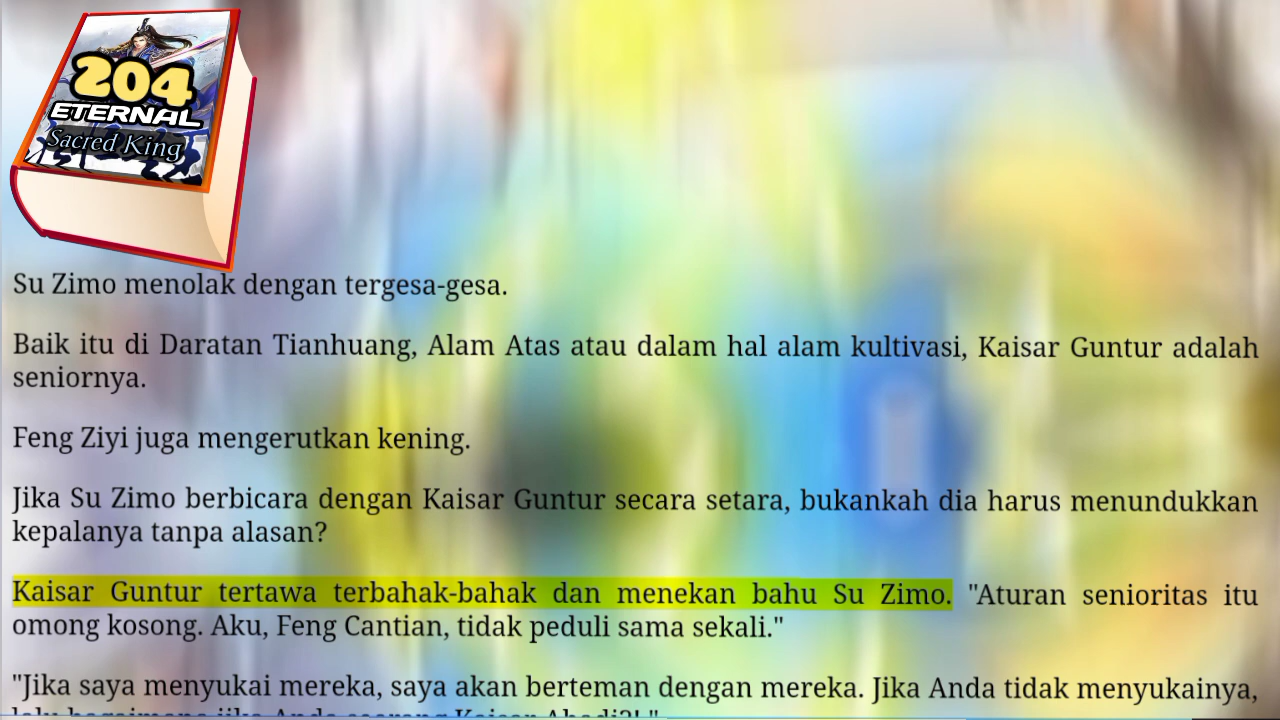 204
ETERNAL
Sacred King
Su Zimo menolak dengan tergesa-gesa.
Baik itu di Daratan Tianhuang, Alam Atas atau dalam hal alam kultivasi, Kaisar Guntur adalah
seniornya.
Feng Ziyi juga mengerutkan kening.
Jika Su Zimo berbicara dengan Kaisar Guntur secara setara, bukankah dia harus menundukkan
kepalanya tanpa alasan?
Kaisar Guntur tertawa terbahak-bahak dan menekan bahu Su Zimo. "Aturan senioritas itu
omong kosong. Aku, Feng Cantian, tidak peduli sama sekali."
"Jika saya menyukai mereka, saya akan berteman dengan mereka. Jika Anda tidak menyukainya,